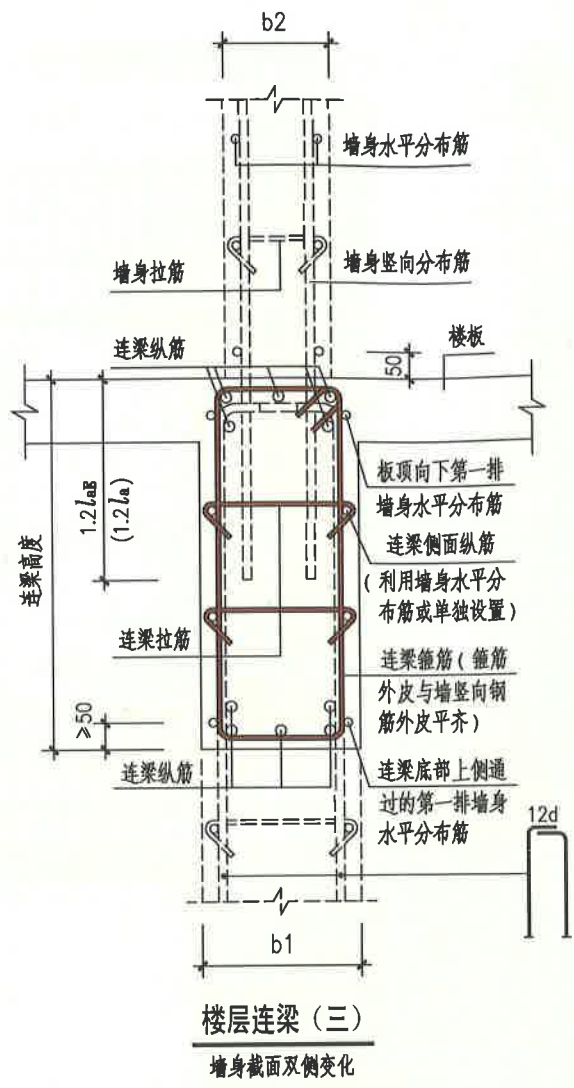 b2
墙身水平分布筋
墙身拉筋
墙身竖向分布筋
连梁纵筋
50
楼板
连梁高度
1.2laE
(1.2la)
板顶向下第一排
墙身水平分布筋
连梁侧面纵筋
(利用墙身水平分
布筋或单独设置)
连梁拉筋
连梁箍筋(箍筋
外皮与墙竖向钢
筋外皮平齐)
≥50
连梁纵筋
连梁底部上侧通
过的第一排墙身
水平分布筋
12d
b1
楼层连梁(三)
墙身截面双侧变化